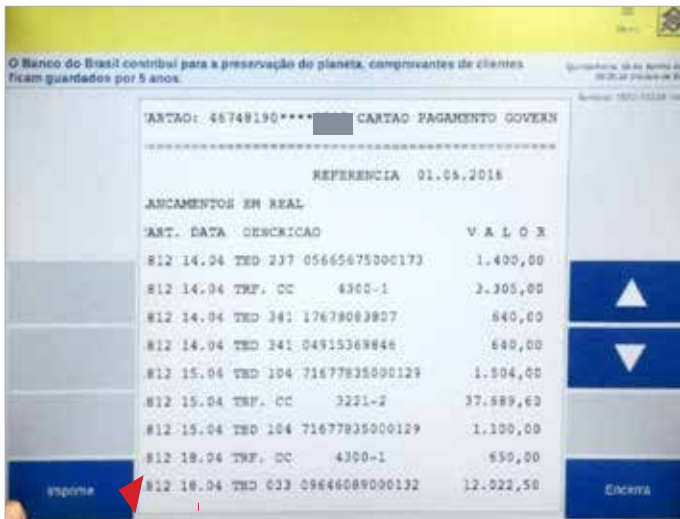 O Banco do Brasil contribui para a preservação do planeta, comprovantes de clientes
ficam guardados por 5 anos.
ARTAO: 46748190**** CARTAO PAGAMENTO GOVERN
REFERENCIA 01.06.2016
ANCAMENTOS EM REAL
ART. DATA DESCRICAO V A L O R
812 14.04 TED 237 05665675000173 1.400,00
812 14.04 TRF. CC 4300-1 2.305,00
812 14.04 TED 341 17678083807 640,00
812 14.04 TED 341 04915369846 640,00
812 15.04 TED 104 71677835000129 1.504,00
812 15.04 TRF. CC 3221-2 37.689,60
812 15.04 TED 104 71677835000129 1.100,00
812 18.04 TRF. CC 4300-1 650,00
812 18.04 TED 033 09646089000132 12.022,50
Imprime
Encerra